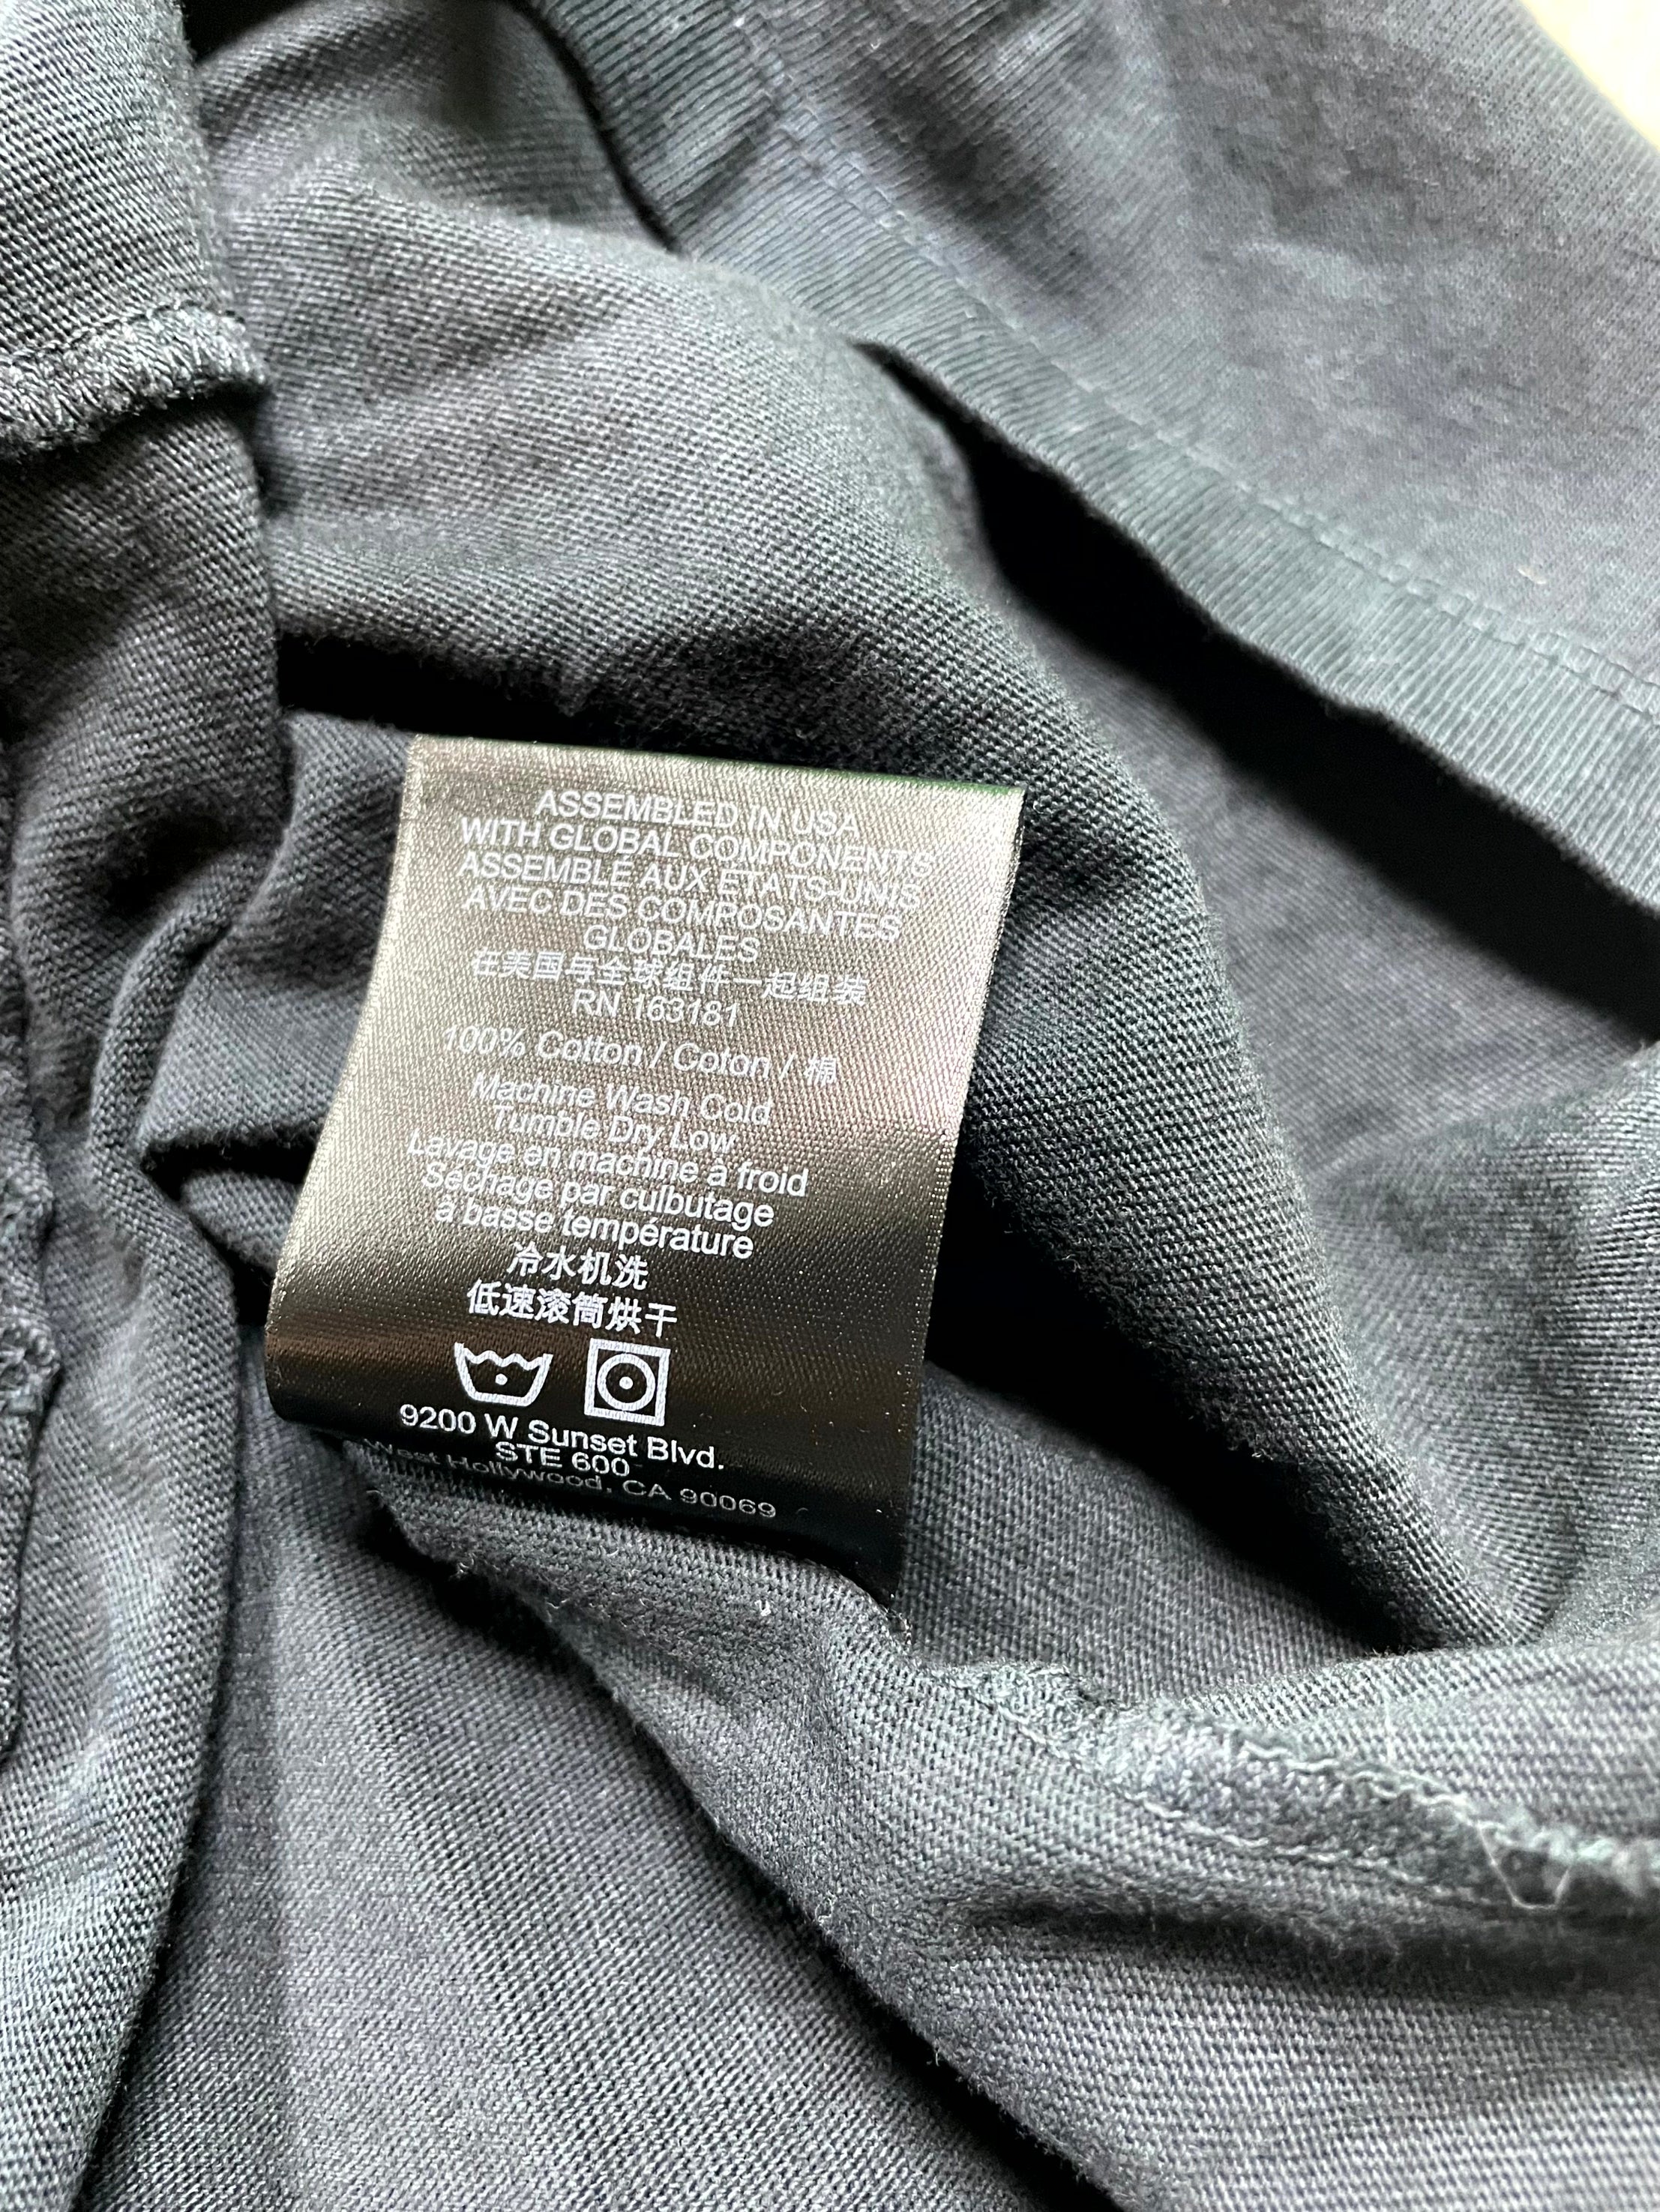 ASSEMBLED IN USA
WITH GLOBAL COMPONENTS
ASSEMBLÉ AUX ETATS-UNIS
AVEC DES COMPOSANTES
GLOBALES
在美国与全球组件一起组装
RN 163181
100% Cotton / Coton / 棉
Machine Wash Cold
Tumble Dry Low
Lavage en machine à froid
Séchage par culbutage
à basse température
冷水机洗
低速滚筒烘干
9200 W Sunset Blvd.
STE 600
West Hollywood, CA 90069